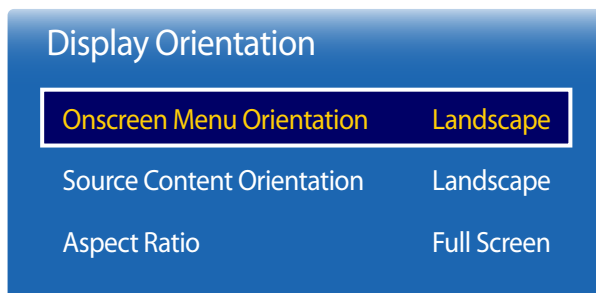 Display Orientation
Onscreen Menu Orientation Landscape
Source Content Orientation Landscape
Aspect Ratio Full Screen